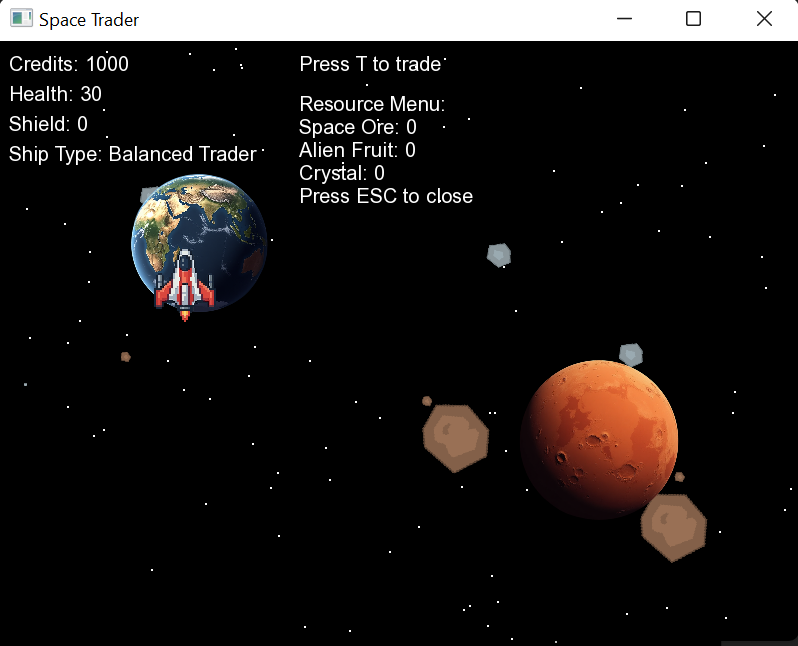 Space Trader
Credits: 1000
Health: 30
Shield: 0
Ship Type: Balanced Trader
Press T to trade
Resource Menu:
Space Ore: 0
Alien Fruit: 0
Crystal: 0
Press ESC to close